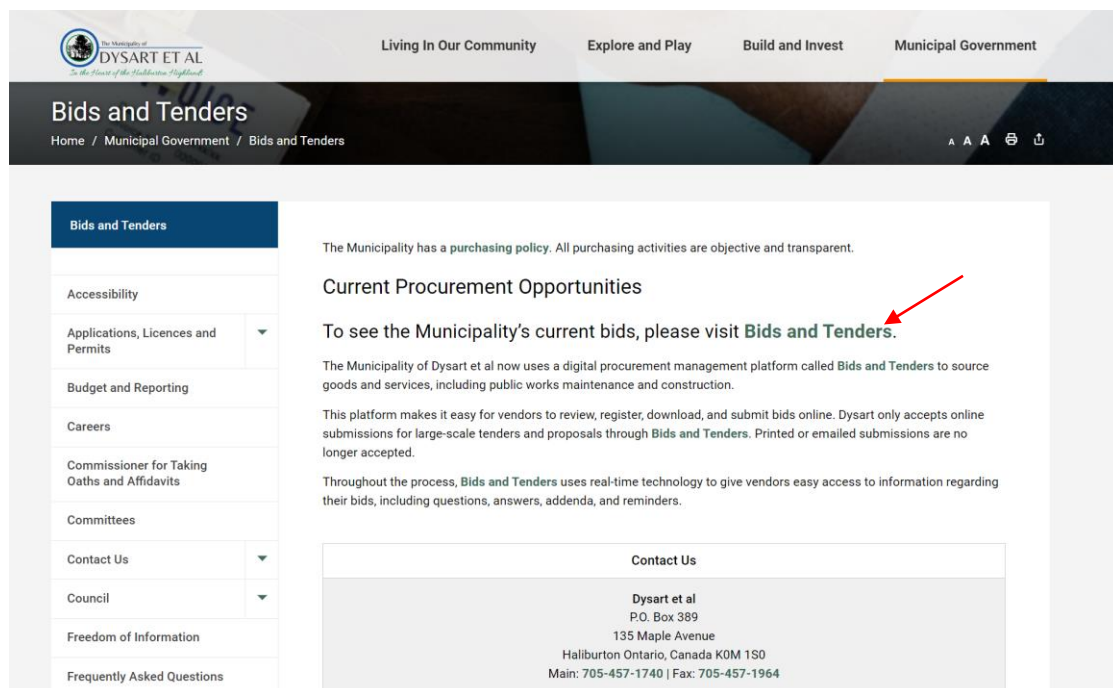 The Municipality of
DYSART ET AL
In the Heart of the Haliburton Highlands
Living In Our Community
Explore and Play
Build and Invest
Municipal Government
Bids and Tenders
Home / Municipal Government / Bids and Tenders
A A A
Bids and Tenders
Accessibility
Applications, Licences and
Permits
Budget and Reporting
Careers
Commissioner for Taking
Oaths and Affidavits
Committees
Contact Us
Council
Freedom of Information
Frequently Asked Questions
The Municipality has a purchasing policy. All purchasing activities are objective and transparent.
Current Procurement Opportunities
To see the Municipality's current bids, please visit Bids and Tenders.
The Municipality of Dysart et al now uses a digital procurement management platform called Bids and Tenders to source
goods and services, including public works maintenance and construction.
This platform makes it easy for vendors to review, register, download, and submit bids online. Dysart only accepts online
submissions for large-scale tenders and proposals through Bids and Tenders. Printed or emailed submissions are no
longer accepted.
Throughout the process, Bids and Tenders uses real-time technology to give vendors easy access to information regarding
their bids, including questions, answers, addenda, and reminders.
Contact Us
Dysart et al
P.O. Box 389
135 Maple Avenue
Haliburton Ontario, Canada K0M 1S0
Main: 705-457-1740 | Fax: 705-457-1964